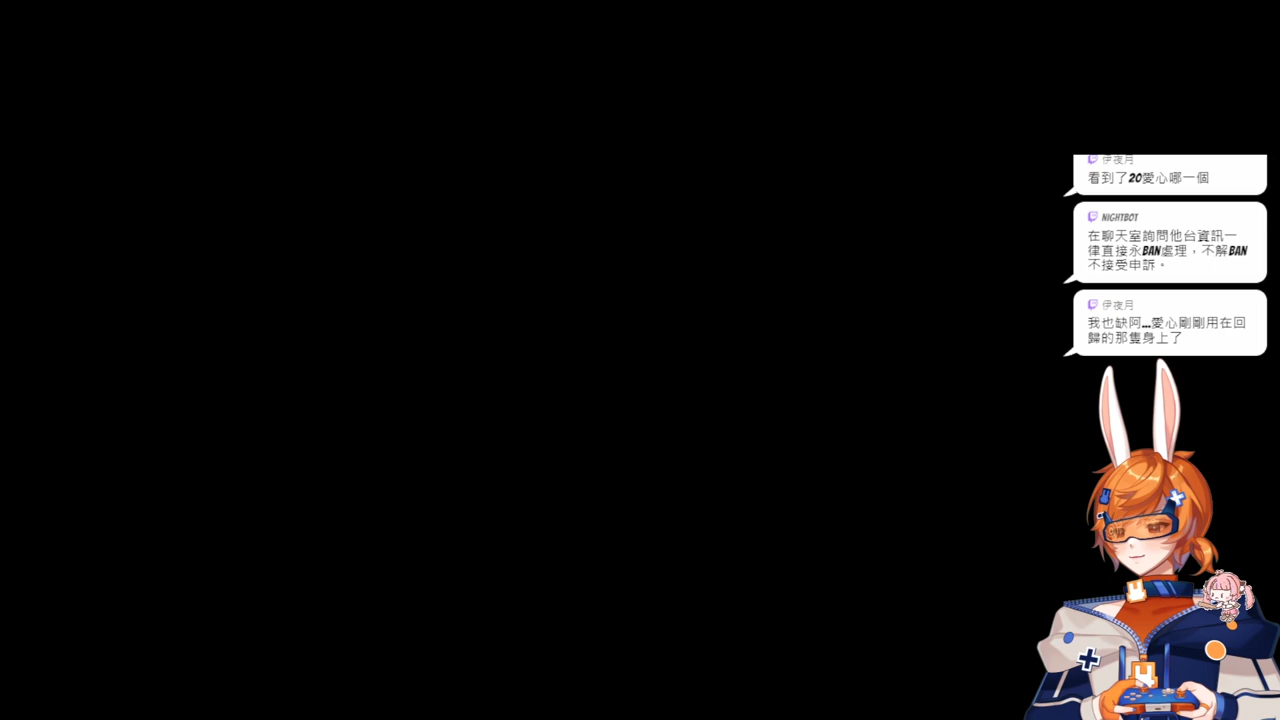 伊夜月
看到了20愛心哪一個
NIGHTBOT
在聊天室詢問他台資訊一
律直接永BAN處理，不解BAN
不接受申訴。
伊夜月
我也缺阿...愛心剛剛用在回
歸的那隻身上了